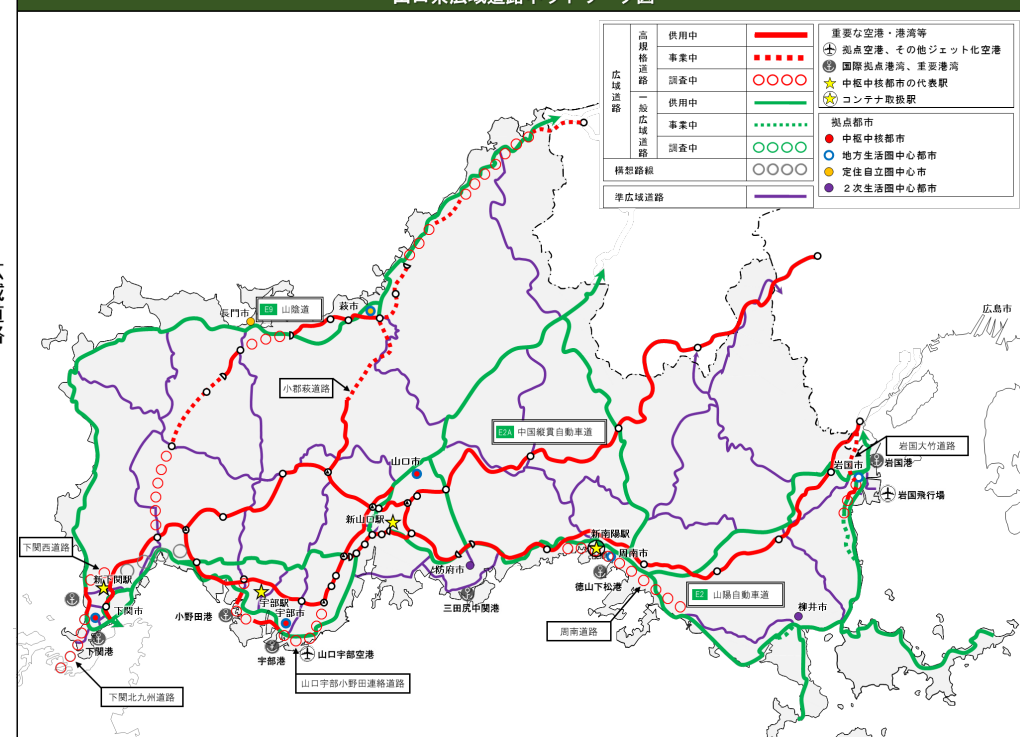 高規格道路
供用中
事業中
調査中
広域道路
一般広域道路
供用中
事業中
調査中
構想路線
準広域道路
重要な空港・港湾等
拠点空港、その他ジェット化空港
国際拠点港湾、重要港湾
中枢中核都市の代表駅
コンテナ取扱駅
拠点都市
中枢中核都市
地方生活圏中心都市
定住自立圏中心市
2次生活圏中心都市
広島市
長門市
E9 山陰道
萩市
小郡萩道路
E2A 中国縦貫自動車道
山口市
岩国大竹道路
岩国市
岩国港
岩国飛行場
新山口駅
新南陽駅
周南市
下関西道路
新下関駅
防府市
徳山下松港
E2 山陽自動車道
柳井市
三田尻中関港
下関市
小野田港
宇部駅
宇部市
周南道路
下関港
宇部港
山口宇部空港
下関北九州道路
山口宇部小野田連絡道路